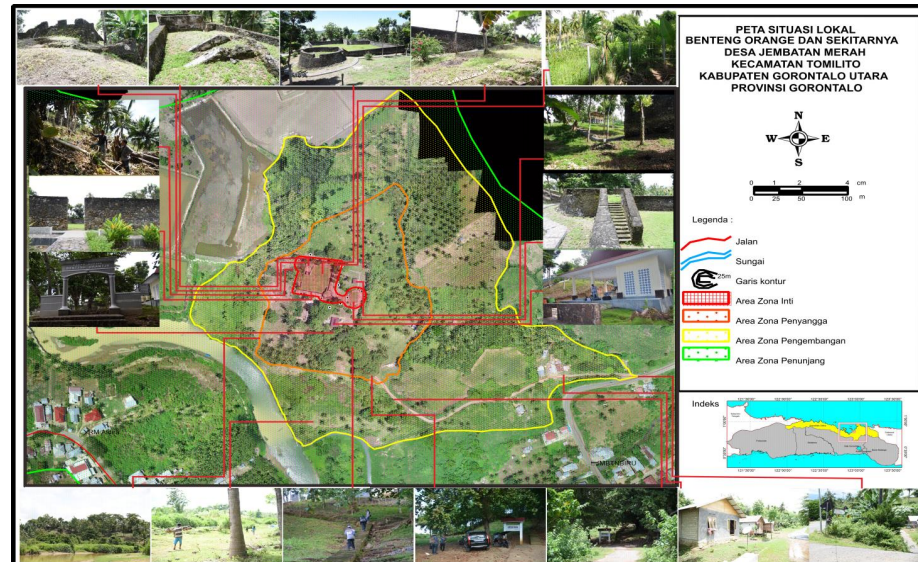 PETA SITUASI LOKAL
BENTENG ORANGE DAN SEKITARNYA
DESA JEMBATAN MERAH
KECAMATAN TOMILITO
KABUPATEN GORONTALO UTARA
PROVINSI GORONTALO
N
W E
S
0 1 2 4 cm
0 25 50 100 m
Legenda :
Jalan
Sungai
25m Garis kontur
Area Zona Inti
Area Zona Penyangga
Area Zona Pengembangan
Area Zona Penunjang
Indeks